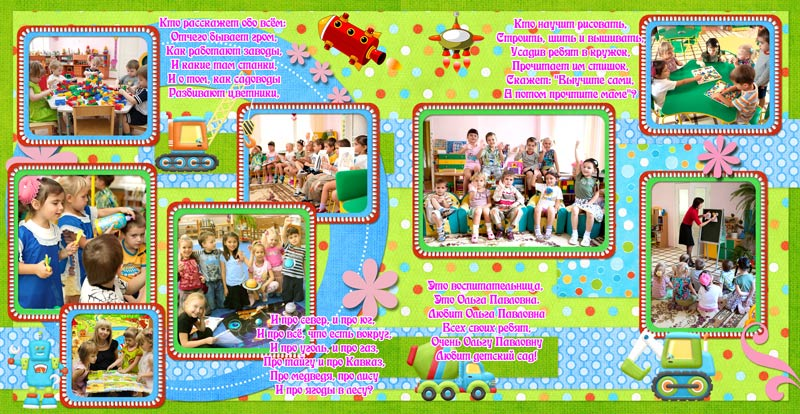 Кто расскажет обо всём:
Отчего бывает гром,
Как работают заводы,
И какие там станки,
И о том, как садоводы
Разбивают цветники,
И про север, и про юг,
И про всё, что есть вокруг,
И про уголь, и про газ,
Про тайгу и про Кавказ,
Про медведя, про лису
И про ягоды в лесу?
Кто научит рисовать,
Строить, шить и вышивать,
Усадив ребят в кружок,
Прочитает им стишок,
Скажет: "Выучите сами,
А потом прочтите маме"?
Это воспитательница,
Это Ольга Павловна.
Любит Ольга Павловна
Всех своих ребят,
Очень Ольгу Павловну
Любит детский сад!